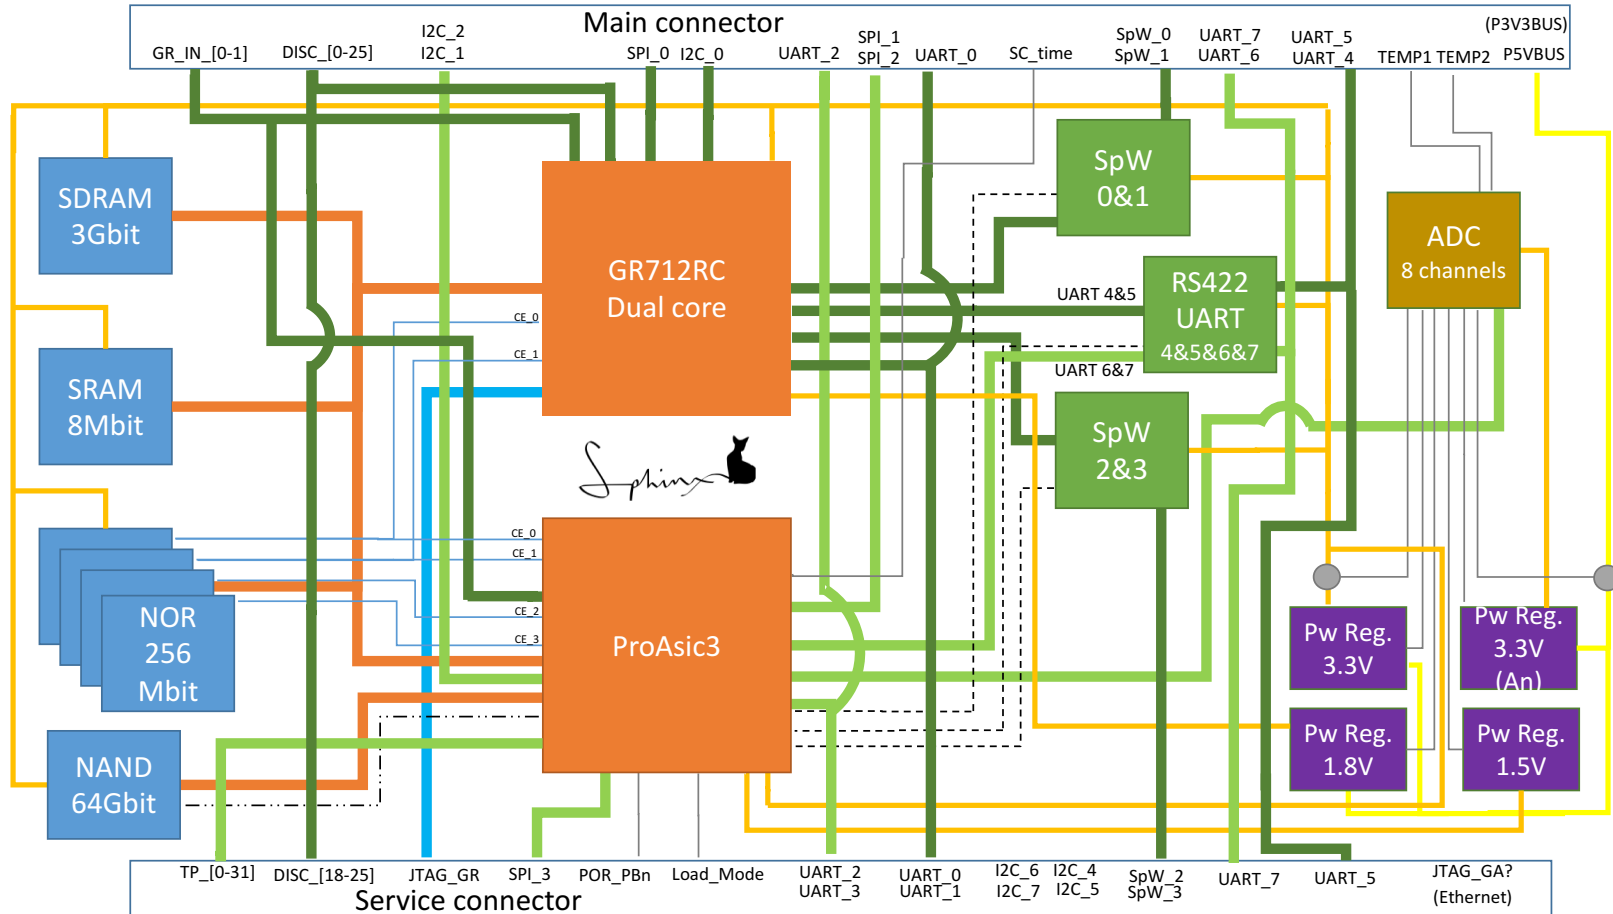 Main connector
(P3V3BUS)
GR_IN_[0-1]
DISC_[0-25]
I2C_2
I2C_1
SPI_0
I2C_0
UART_2
SPI_1
SPI_2
UART_0
SC_time
SpW_0
SpW_1
UART_7
UART_6
UART_5
UART_4
TEMP1
TEMP2
P5VBUS
SDRAM
3Gbit
SRAM
8Mbit
NOR
256
Mbit
NAND
64Gbit
GR712RC
Dual core
CE_0
CE_1
Sphinx
ProAsic3
CE_0
CE_1
CE_2
CE_3
SpW
0&1
UART 4&5
RS422
UART
4&5&6&7
UART 6&7
SpW
2&3
ADC
8 channels
Pw Reg.
3.3V
Pw Reg.
3.3V
(An)
Pw Reg.
1.8V
Pw Reg.
1.5V
TP_[0-31]
DISC_[18-25]
JTAG_GR
SPI_3
POR_PBn
Load_Mode
UART_2
UART_3
UART_0
UART_1
I2C_6
I2C_7
I2C_4
I2C_5
SpW_2
SpW_3
UART_7
UART_5
JTAG_GA?
(Ethernet)
Service connector